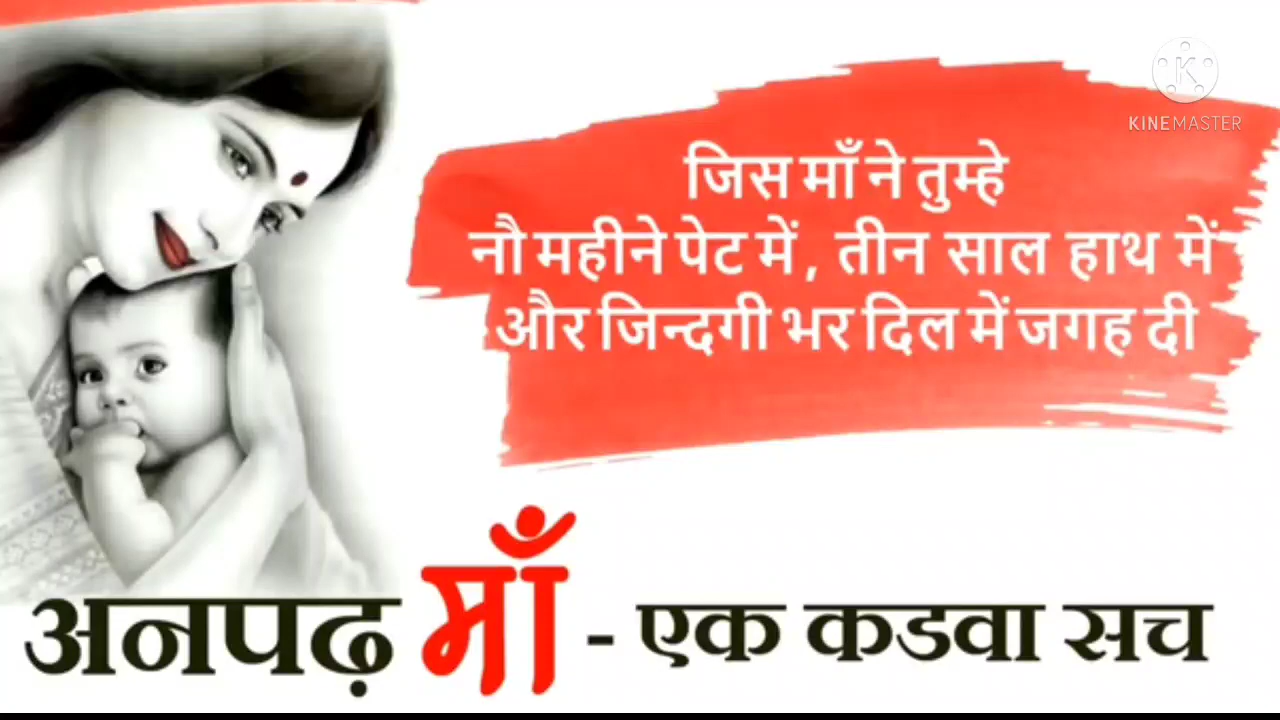 KINEMASTER
जिस माँ ने तुम्हे
नौ महीने पेट में , तीन साल हाथ में
और जिन्दगी भर दिल में जगह दी
अनपढ़ माँ - एक कडवा सच